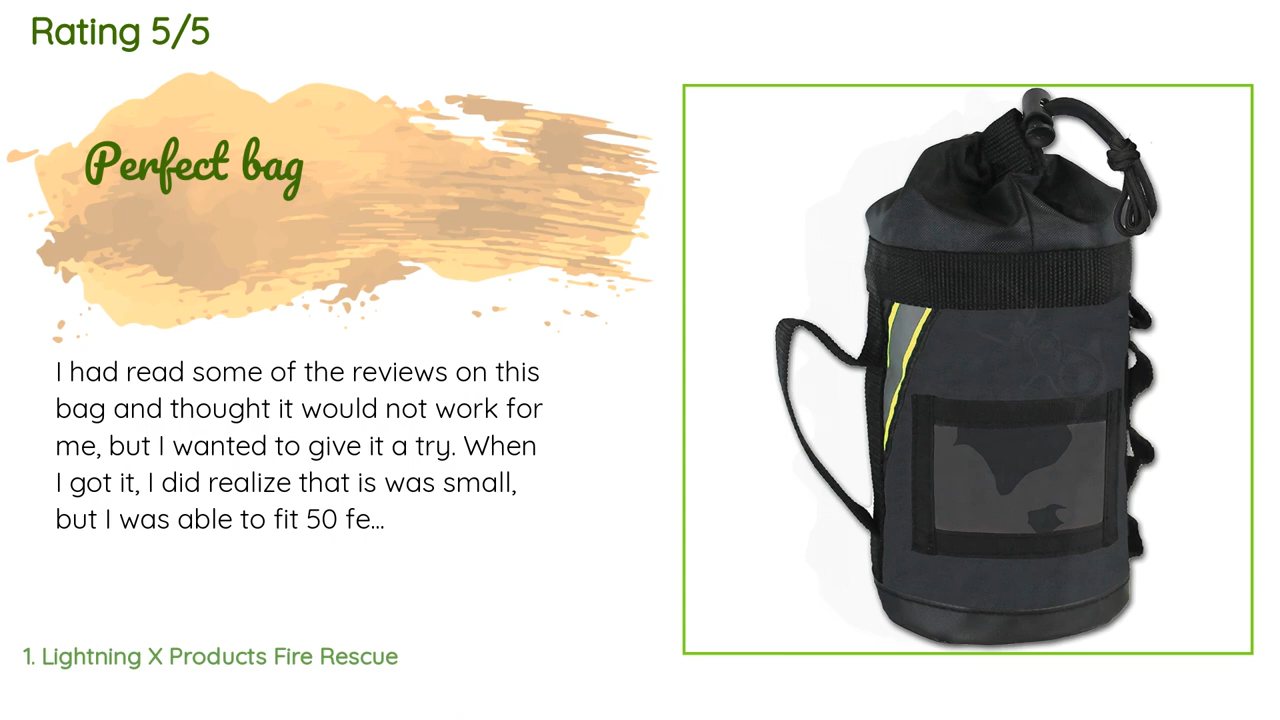 Rating 5/5
Perfect bag
I had read some of the reviews on this
bag and thought it would not work for
me, but I wanted to give it a try. When
I got it, I did realize that is was small,
but I was able to fit 50 fe...
1. Lightning X Products Fire Rescue